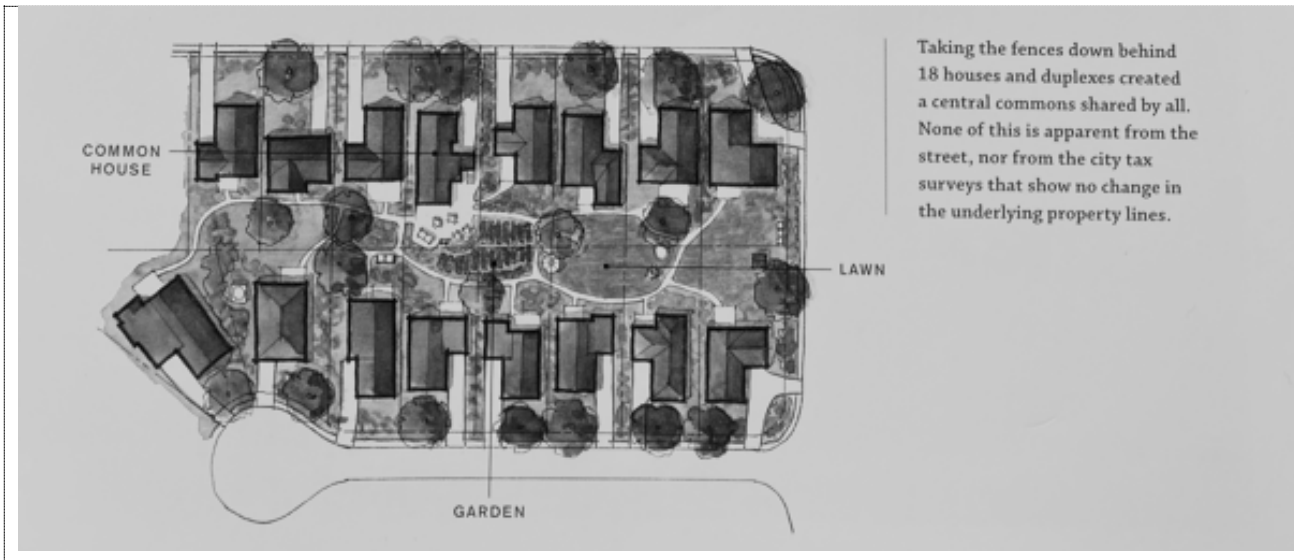 Taking the fences down behind
18 houses and duplexes created
a central commons shared by all.
None of this is apparent from the
street, nor from the city tax
surveys that show no change in
the underlying property lines.
COMMON
HOUSE
LAWN
GARDEN